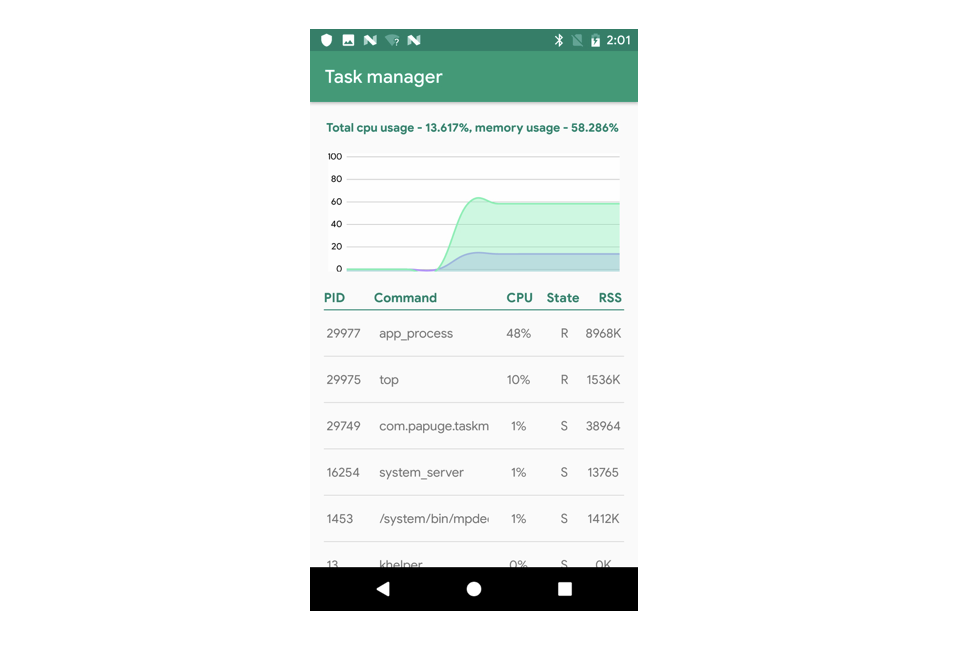 2:01
Task manager
Total cpu usage - 13.617%, memory usage - 58.286%
100
80
60
40
20
0
PID Command CPU State RSS
29977 app_process 48% R 8968K
29975 top 10% R 1536K
29749 com.papuge.taskm 1% S 38964
16254 system_server 1% S 13765
1453 /system/bin/mpde 1% S 1412K
13 khelper 0% S 0K